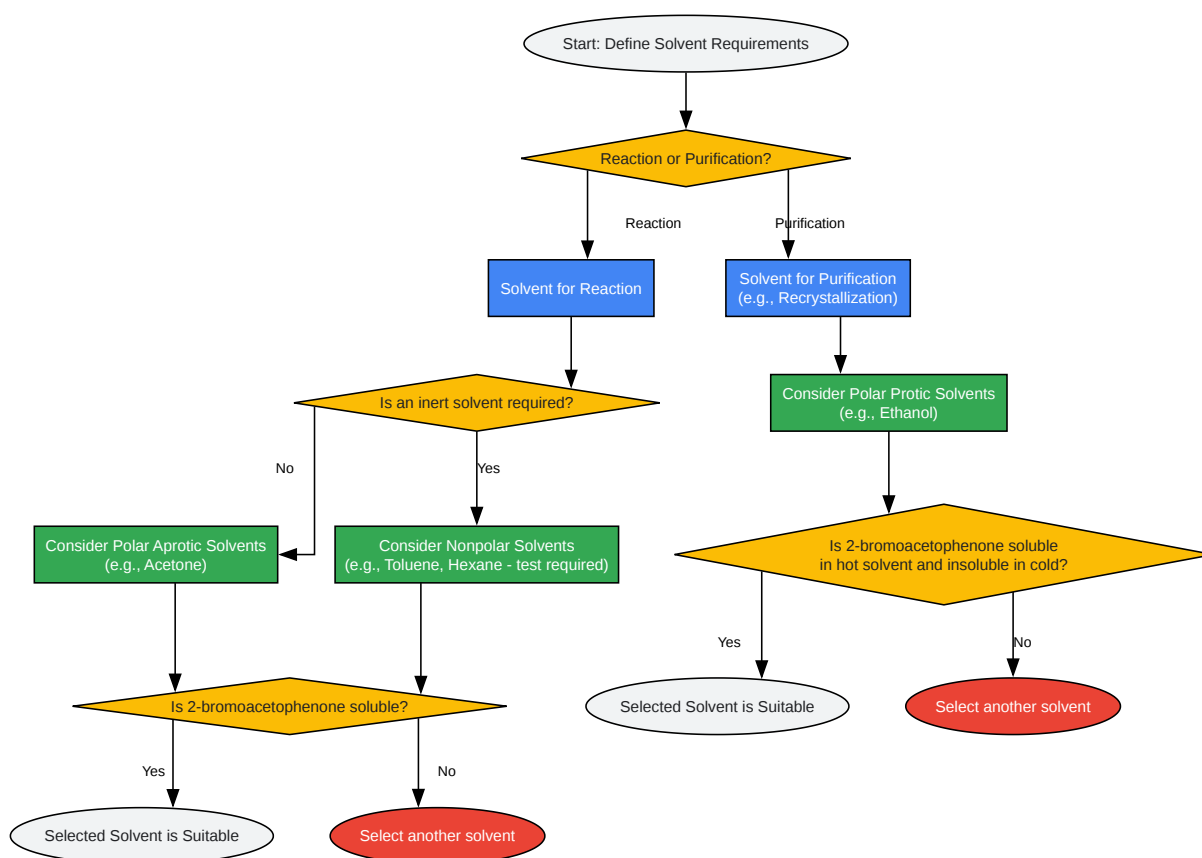 Start: Define Solvent Requirements
Reaction or Purification?
Reaction
Purification
Solvent for Reaction
Solvent for Purification
(e.g., Recrystallization)
Is an inert solvent required?
Consider Polar Protic Solvents
(e.g., Ethanol)
No
Yes
Consider Polar Aprotic Solvents
(e.g., Acetone)
Consider Nonpolar Solvents
(e.g., Toluene, Hexane - test required)
Is 2-bromoacetophenone soluble
in hot solvent and insoluble in cold?
Yes
No
Is 2-bromoacetophenone soluble?
Selected Solvent is Suitable
Select another solvent
Yes
No
Selected Solvent is Suitable
Select another solvent